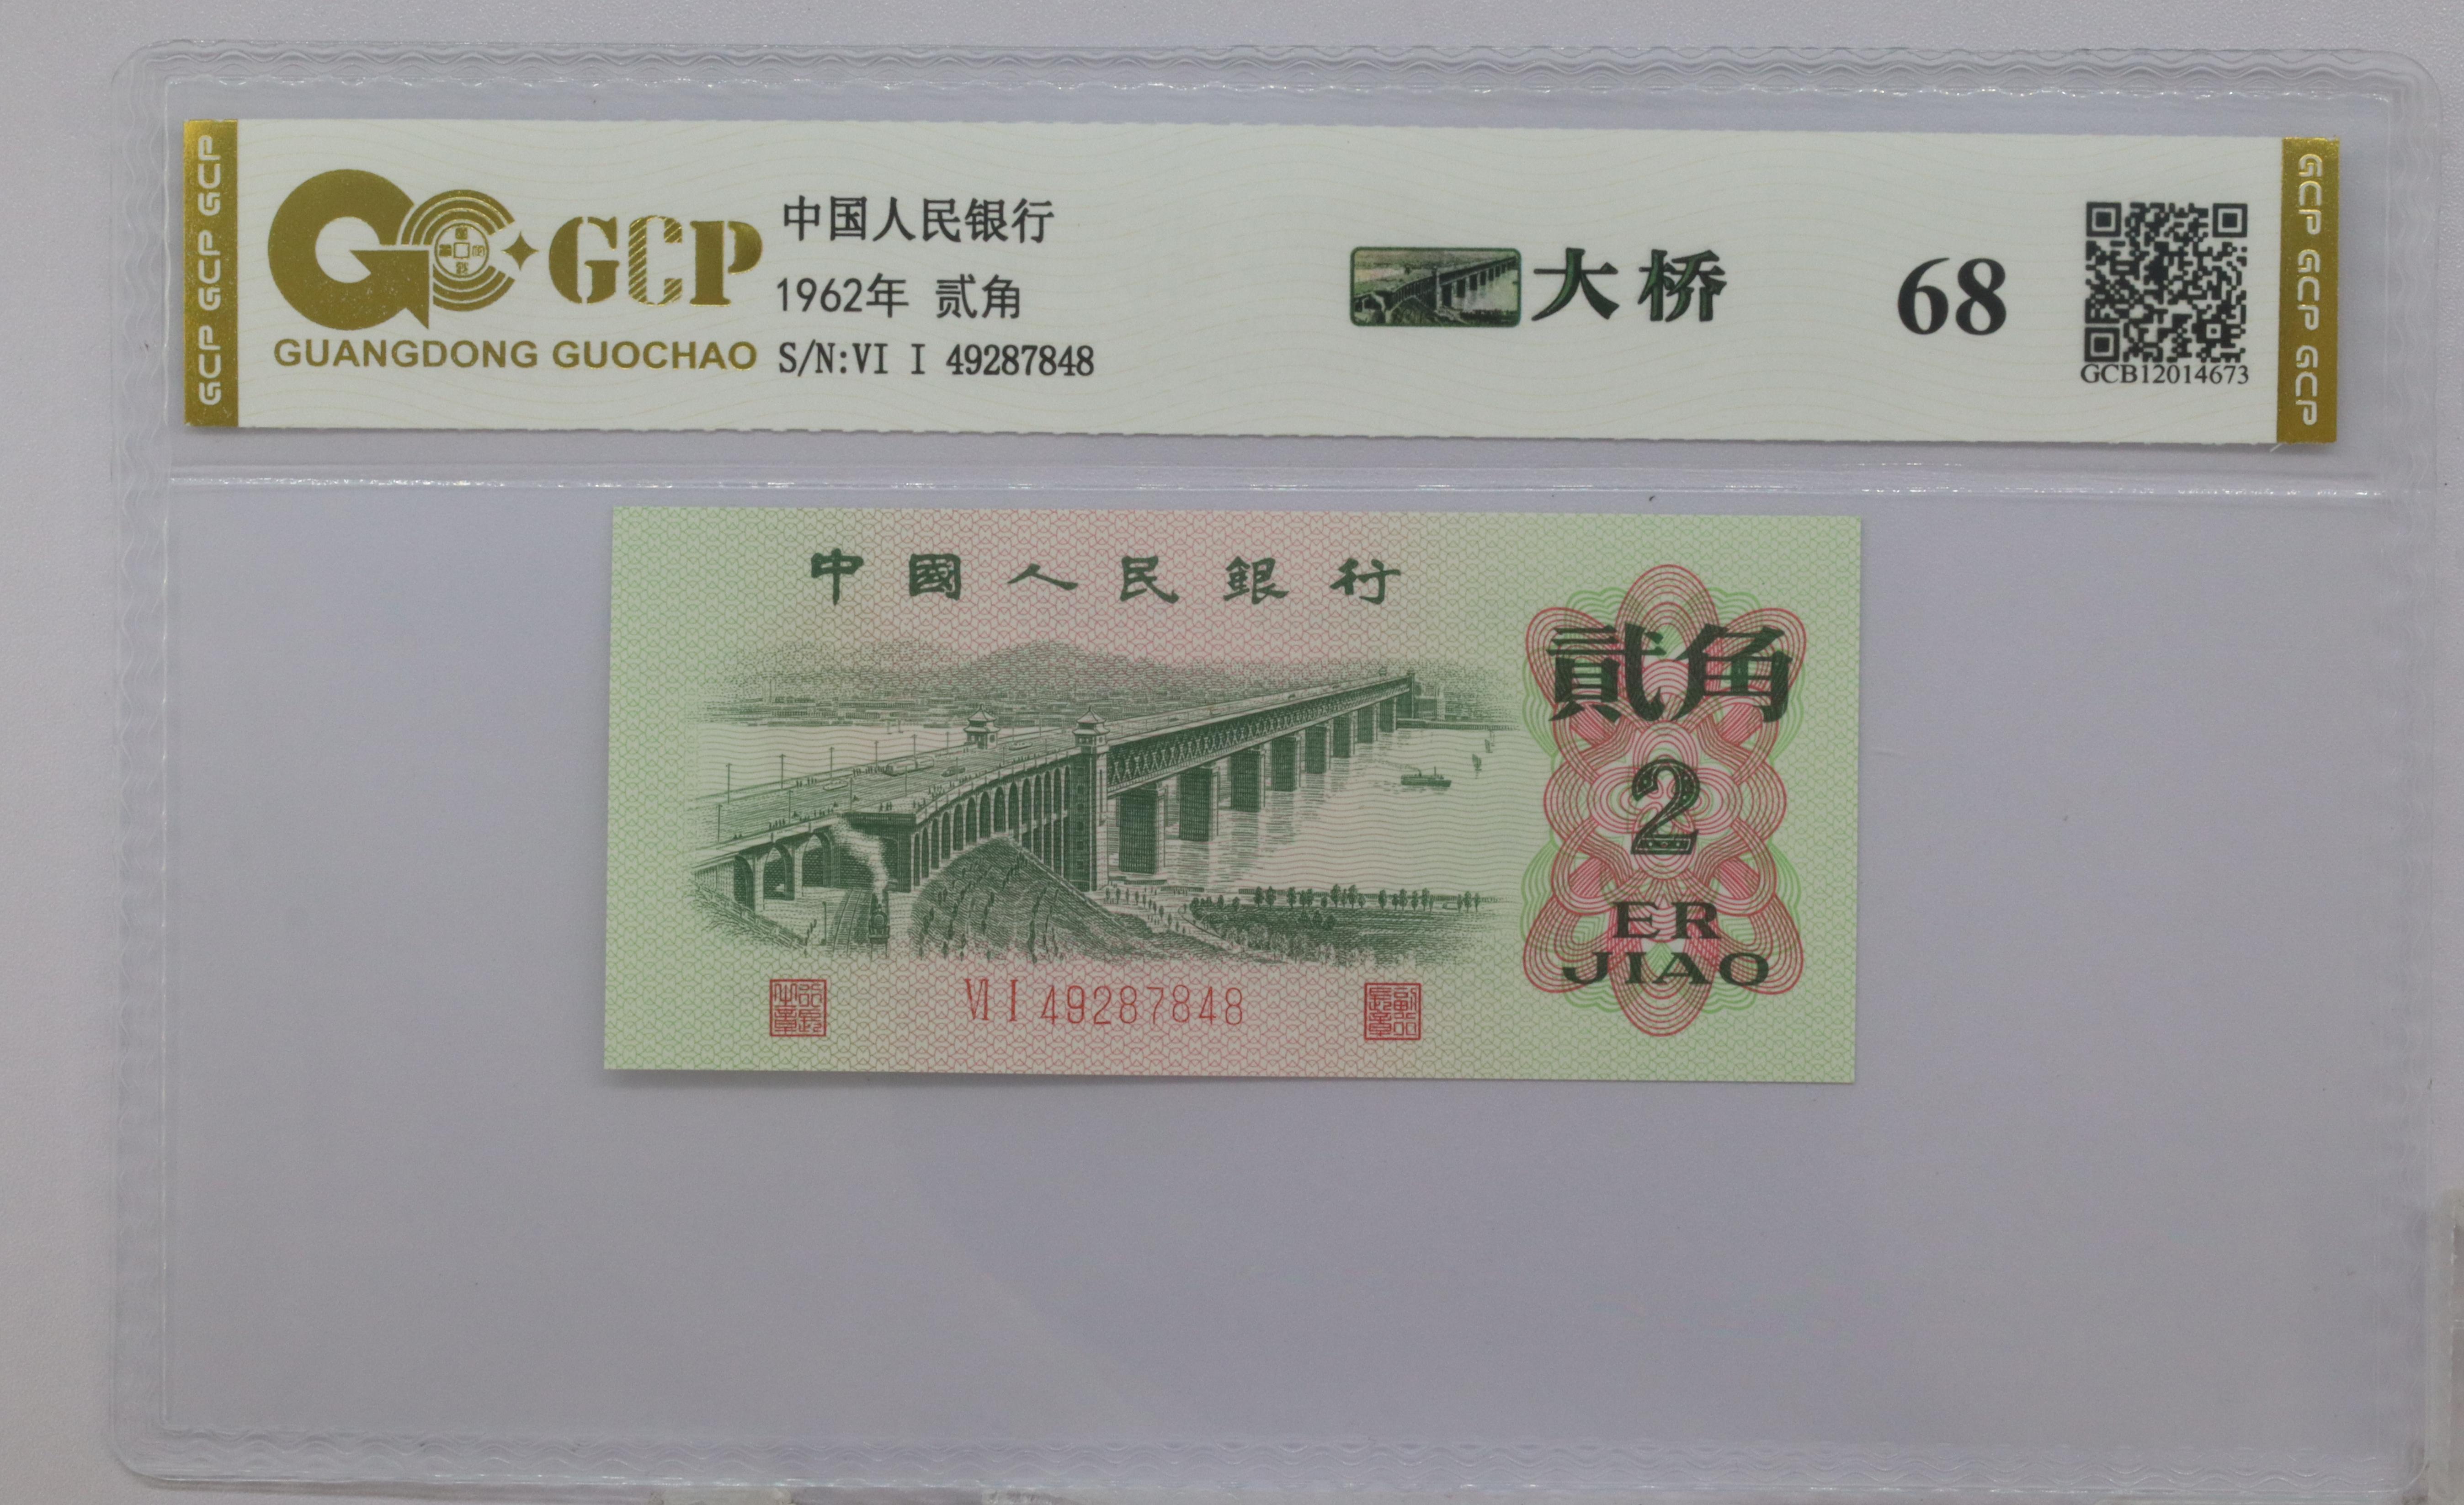 GCP GCP GCP
GCP
GUANGDONG GUOCHAO
中国人民银行
1962年 贰角
S/N:VI I 49287848
大桥
68
GCB12014673
GCP GCP GCP
中國人民銀行
貳角
2
ER
JIAO
VI I 49287848